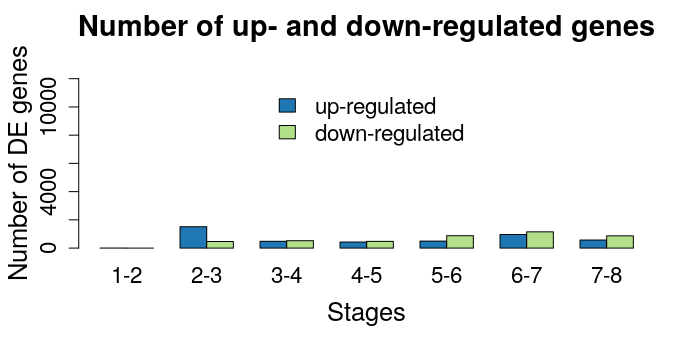 Number of up- and down-regulated genes
Number of DE genes
10000
4000
0
up-regulated
down-regulated
1-2 2-3 3-4 4-5 5-6 6-7 7-8
Stages